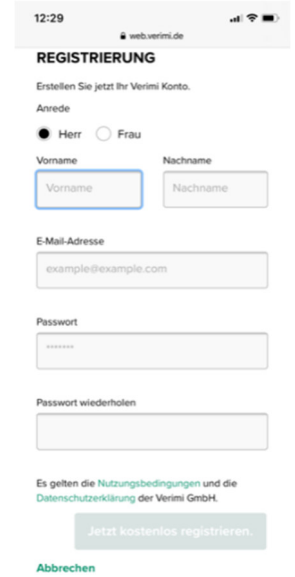 12:29
web.verimi.de
REGISTRIERUNG
Erstellen Sie jetzt Ihr Verimi Konto.
Anrede
Herr Frau
Vorname Nachname
Vorname Nachname
E-Mail-Adresse
example@example.com
Passwort
*******
Passwort wiederholen
Es gelten die Nutzungsbedingungen und die
Datenschutzerklärung der Verimi GmbH.
Jetzt kostenlos registrieren.
Abbrechen